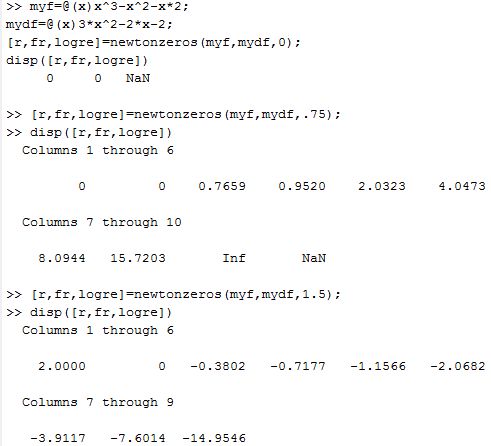 >> myf=@(x)x^3-x^2-x*2;
mydf=@(x)3*x^2-2*x-2;
[r,fr,logre]=newtonzeros(myf,mydf,0);
disp([r,fr,logre])
0 0 NaN
>> [r,fr,logre]=newtonzeros(myf,mydf,.75);
>> disp([r,fr,logre])
Columns 1 through 6
0 0 0.7659 0.9520 2.0323 4.0473
Columns 7 through 10
8.0944 15.7203 Inf NaN
>> [r,fr,logre]=newtonzeros(myf,mydf,1.5);
>> disp([r,fr,logre])
Columns 1 through 6
2.0000 0 -0.3802 -0.7177 -1.1566 -2.0682
Columns 7 through 9
-3.9117 -7.6014 -14.9546